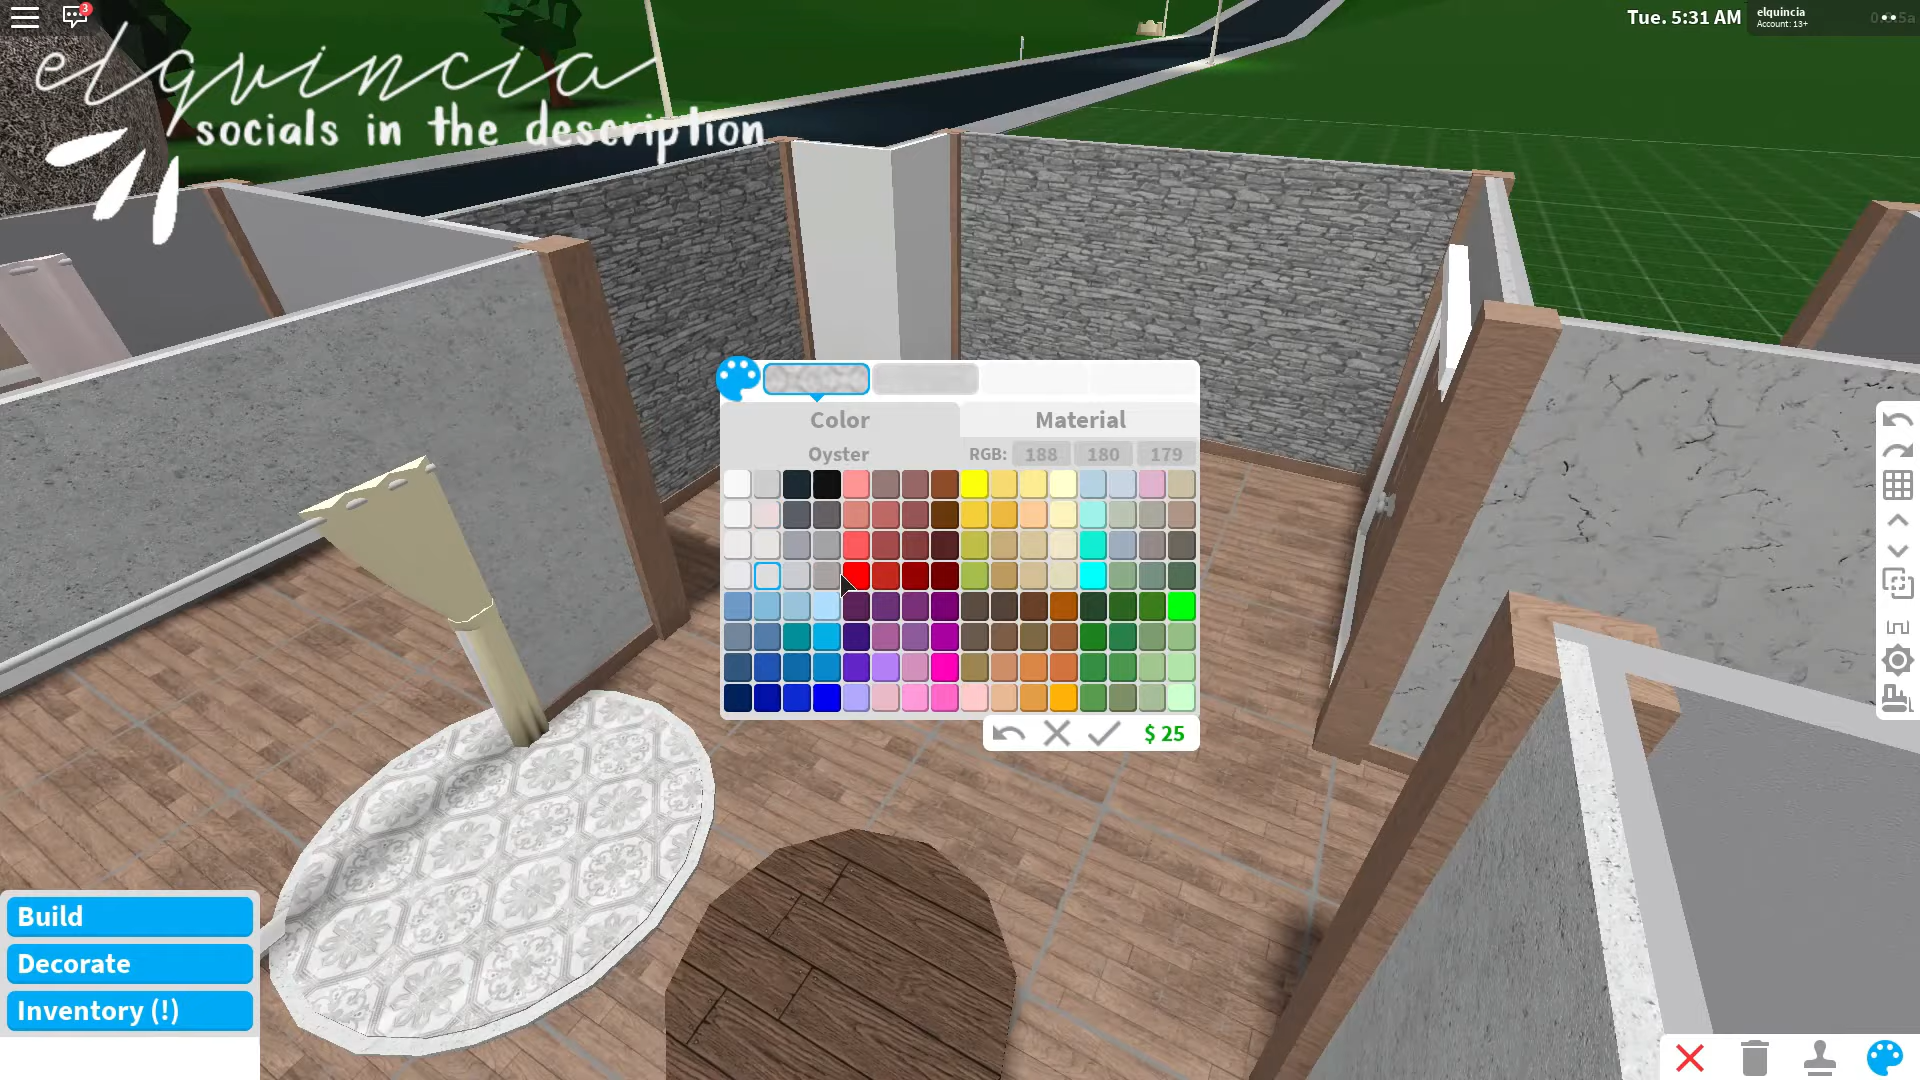 3
Tue. 5:31 AM
elquincia
Account: 13+
elquincia
socials in the description
Color
Material
Oyster
RGB: 188 180 179
$ 25
Build
Decorate
Inventory (!)